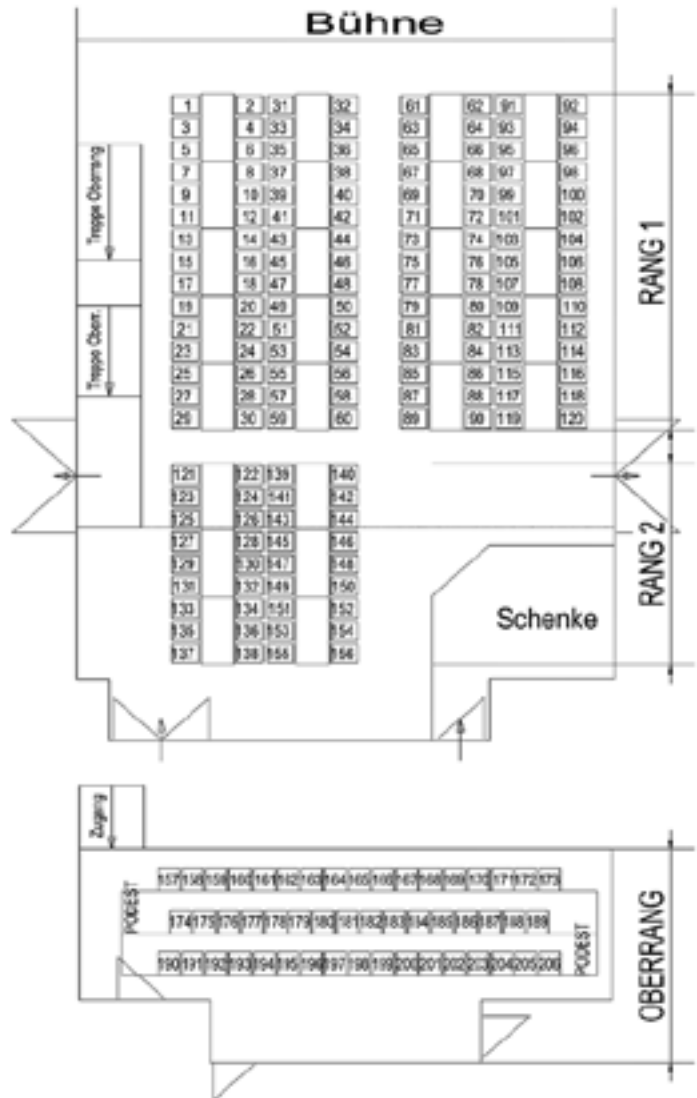 Bühne
1 2 31 32 61 62 91 92
3 4 33 34 63 64 93 94
5 6 35 36 65 66 95 96
7 8 37 38 67 68 97 98
9 10 39 40 69 70 99 100
11 12 41 42 71 72 101 102
13 14 43 44 73 74 103 104
15 16 45 46 75 76 105 106
17 18 47 48 77 78 107 108
19 20 49 50 79 80 109 110
21 22 51 52 81 82 111 112
23 24 53 54 83 84 113 114
25 26 55 56 85 86 115 116
27 28 57 58 87 88 117 118
29 30 59 60 89 90 119 120
Treppe Oberrang
Treppe Oberr.
RANG 1
121 122 139 140
123 124 141 142
125 126 143 144
127 128 145 146
129 130 147 148
131 132 149 150
133 134 151 152
135 136 153 154
137 138 155 156
Schenke
RANG 2
Zugang
157 158 159 160 161 162 163 164 165 166 167 168 169 170 171 172 173
PODEST
174 175 176 177 178 179 180 181 182 183 184 185 186 187 188 189
PODEST
190 191 192 193 194 195 196 197 198 199 200 201 202 203 204 205 206
OBERRANG